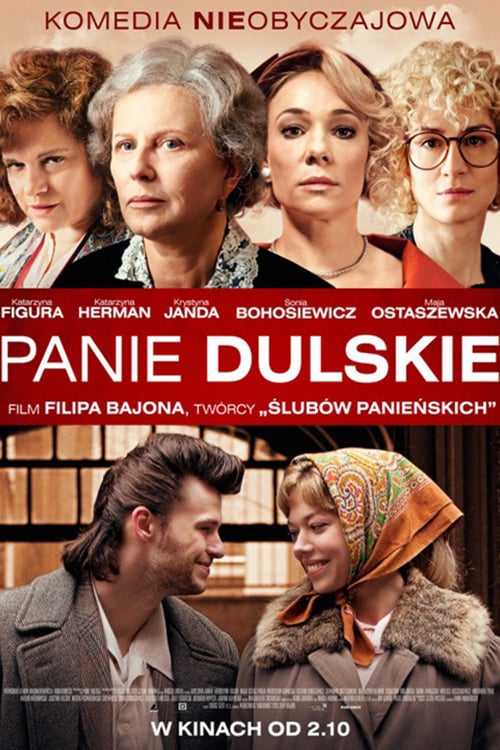 KOMEDIA NIEOBYCZAJOWA
Katarzyna FIGURA
Katarzyna HERMAN
Krystyna JANDA
Sonia BOHOSIEWICZ
Maja OSTASZEWSKA
PANIE DULSKIE
FILM FILIPA BAJONA, TWÓRCY „ŚLUBÓW PANIEŃSKICH”
W KINACH OD 2.10